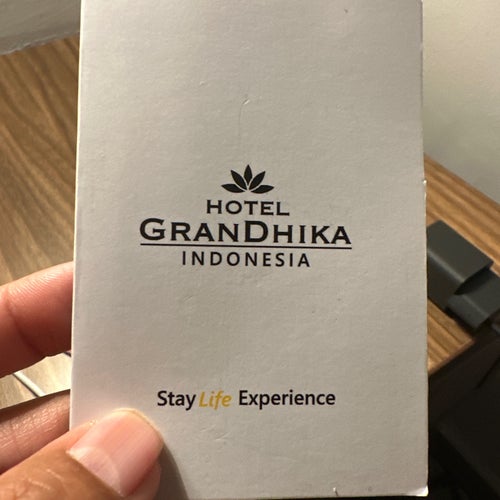 HOTEL
GRANDHIKA
INDONESIA
Stay Life Experience